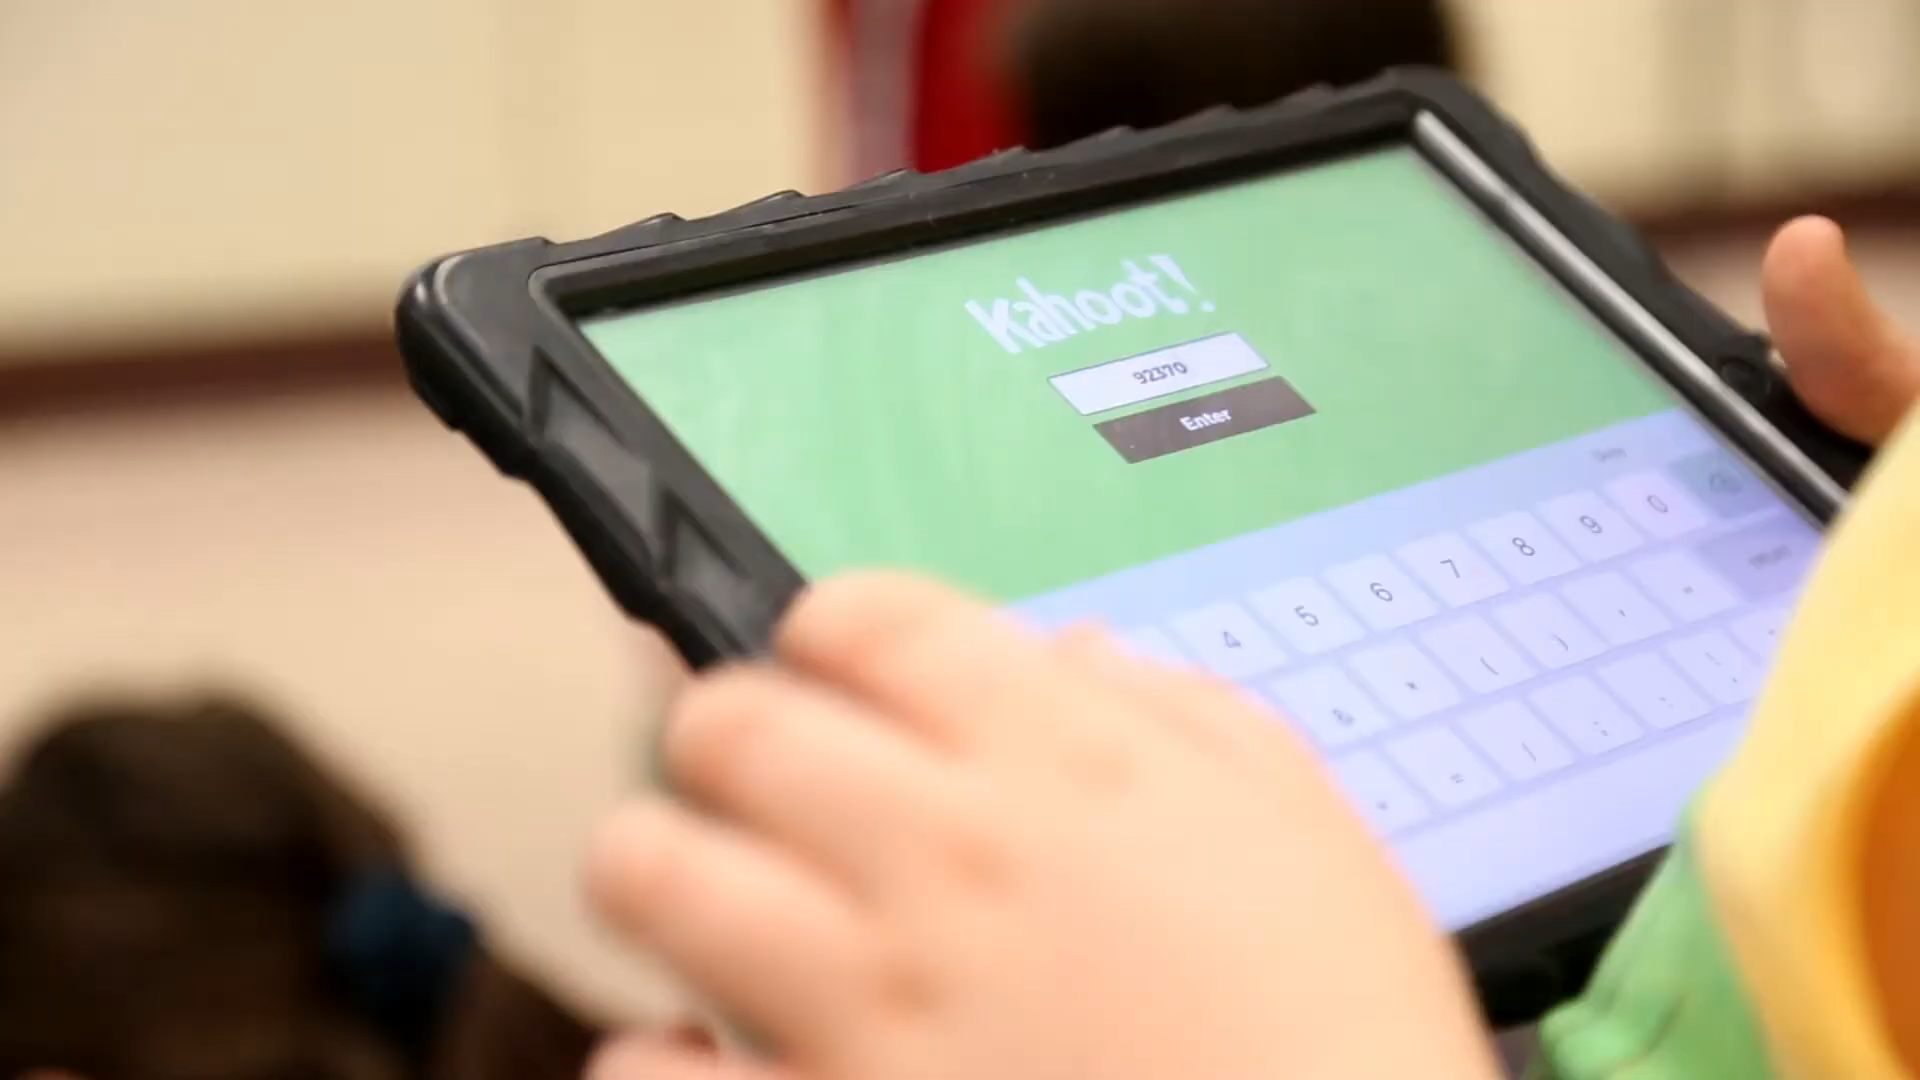 Kahoot!
92370
Enter
4 5 6 7 8 9 0
& * ( ) ' "
= / ; :